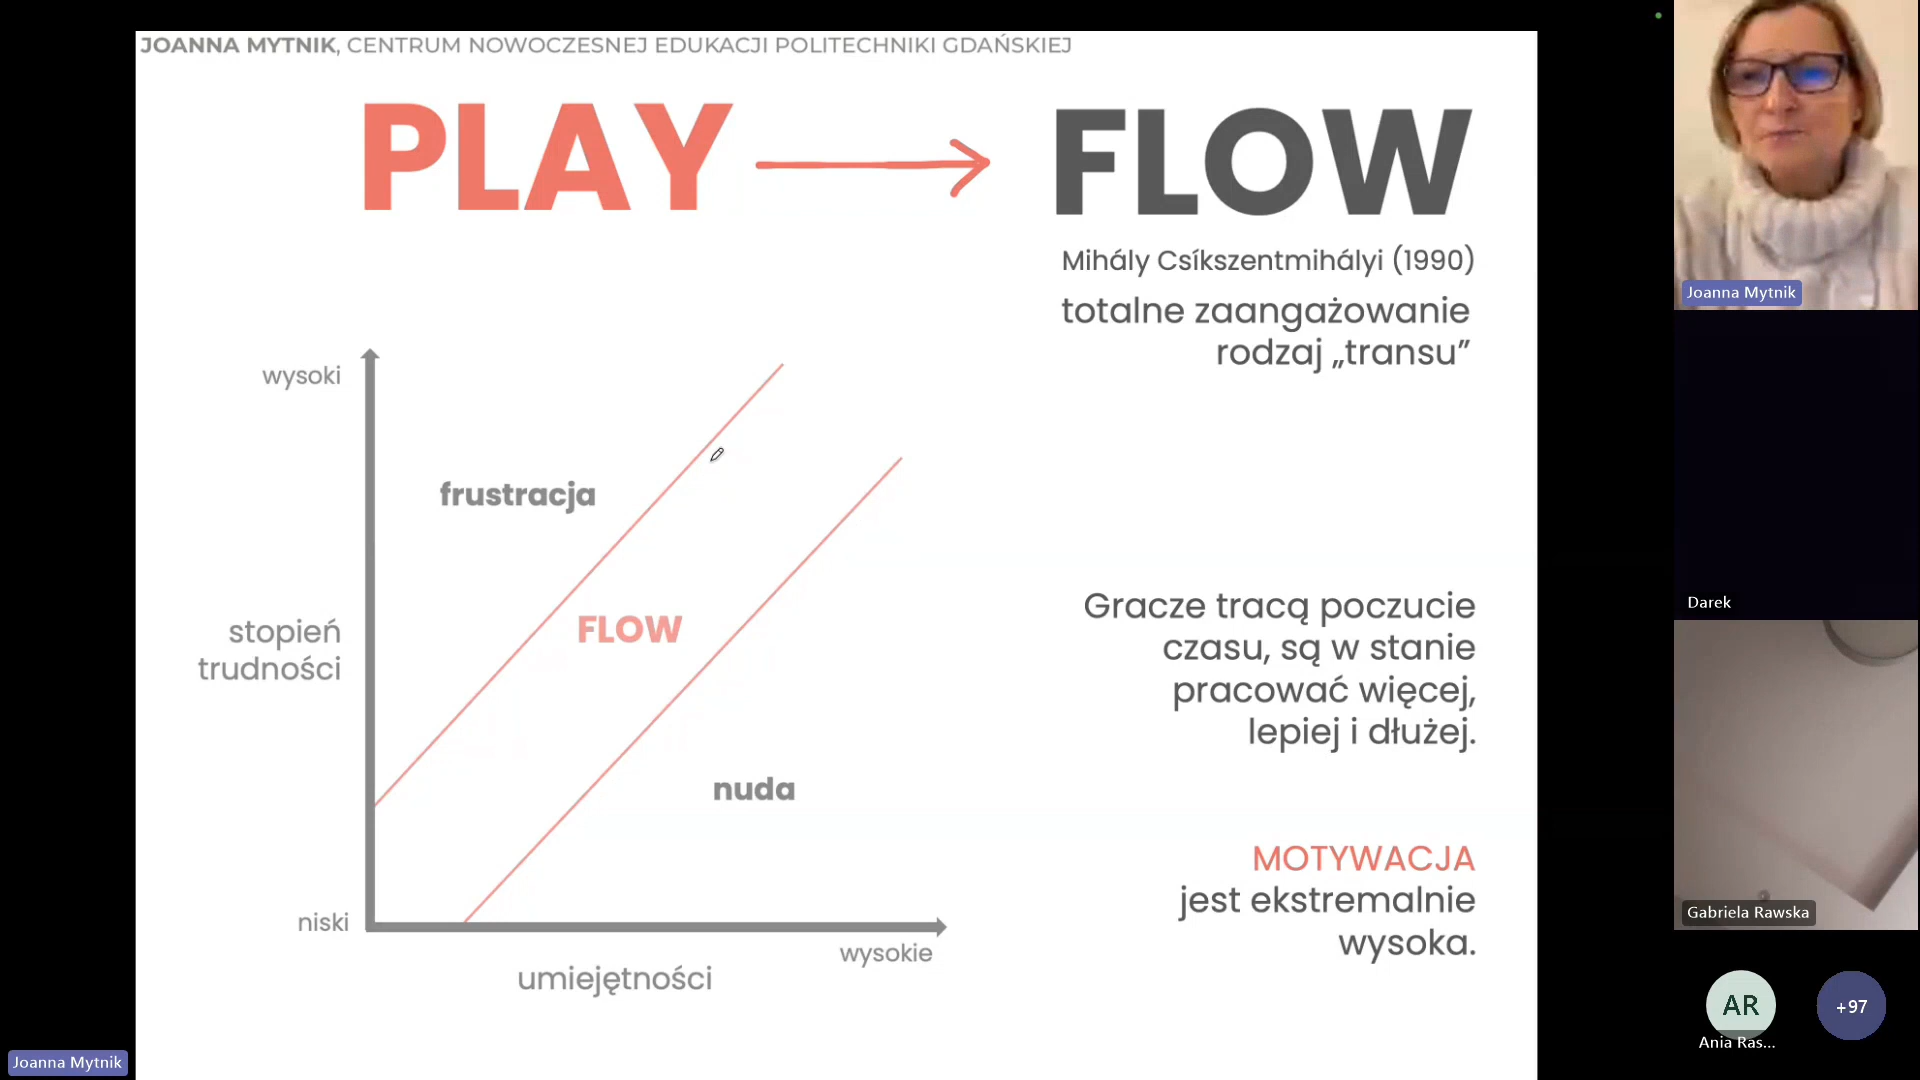 JOANNA MYTNIK, CENTRUM NOWOCZESNEJ EDUKACJI POLITECHNIKI GDAŃSKIEJ
PLAY
FLOW
Mihály Csíkszentmihályi (1990)
totalne zaangażowanie
rodzaj „transu”
wysoki
frustracja
FLOW
stopień
trudności
nuda
niski
wysokie
umiejętności
Gracze tracą poczucie
czasu, są w stanie
pracować więcej,
lepiej i dłużej.
MOTYWACJA
jest ekstremalnie
wysoka.
Joanna Mytnik
Darek
Gabriela Rawska
AR
+97
Ania Ras...
Joanna Mytnik